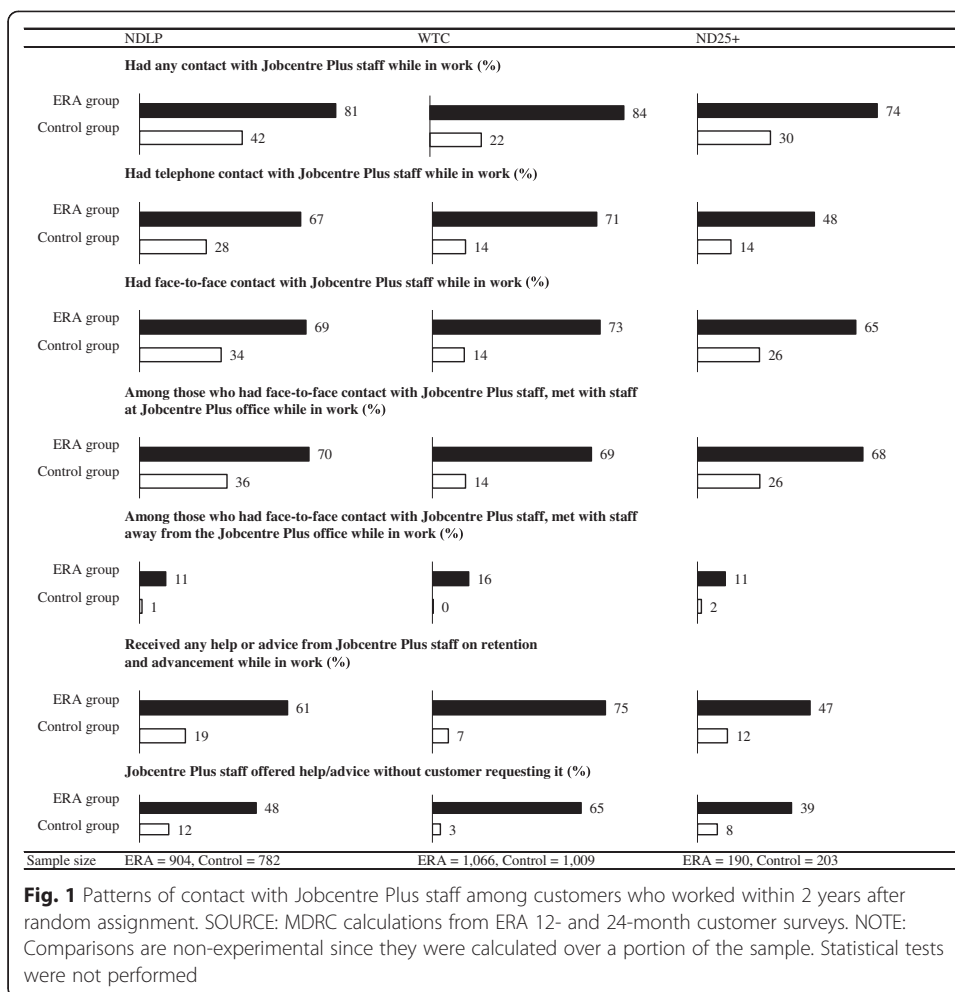 NDLP WTC ND25+
Had any contact with Jobcentre Plus staff while in work (%)
ERA group 81 84 74
Control group 42 22 30
Had telephone contact with Jobcentre Plus staff while in work (%)
ERA group 67 71 48
Control group 28 14 14
Had face-to-face contact with Jobcentre Plus staff while in work (%)
ERA group 69 73 65
Control group 34 14 26
Among those who had face-to-face contact with Jobcentre Plus staff, met with staff
at Jobcentre Plus office while in work (%)
ERA group 70 69 68
Control group 36 14 26
Among those who had face-to-face contact with Jobcentre Plus staff, met with staff
away from the Jobcentre Plus office while in work (%)
ERA group 11 16 11
Control group 1 0 2
Received any help or advice from Jobcentre Plus staff on retention
and advancement while in work (%)
ERA group 61 75 47
Control group 19 7 12
Jobcentre Plus staff offered help/advice without customer requesting it (%)
ERA group 48 65 39
Control group 12 3 8
Sample size ERA = 904, Control = 782 ERA = 1,066, Control = 1,009 ERA = 190, Control = 203
Fig. 1 Patterns of contact with Jobcentre Plus staff among customers who worked within 2 years after
random assignment. SOURCE: MDRC calculations from ERA 12- and 24-month customer surveys. NOTE:
Comparisons are non-experimental since they were calculated over a portion of the sample. Statistical tests
were not performed